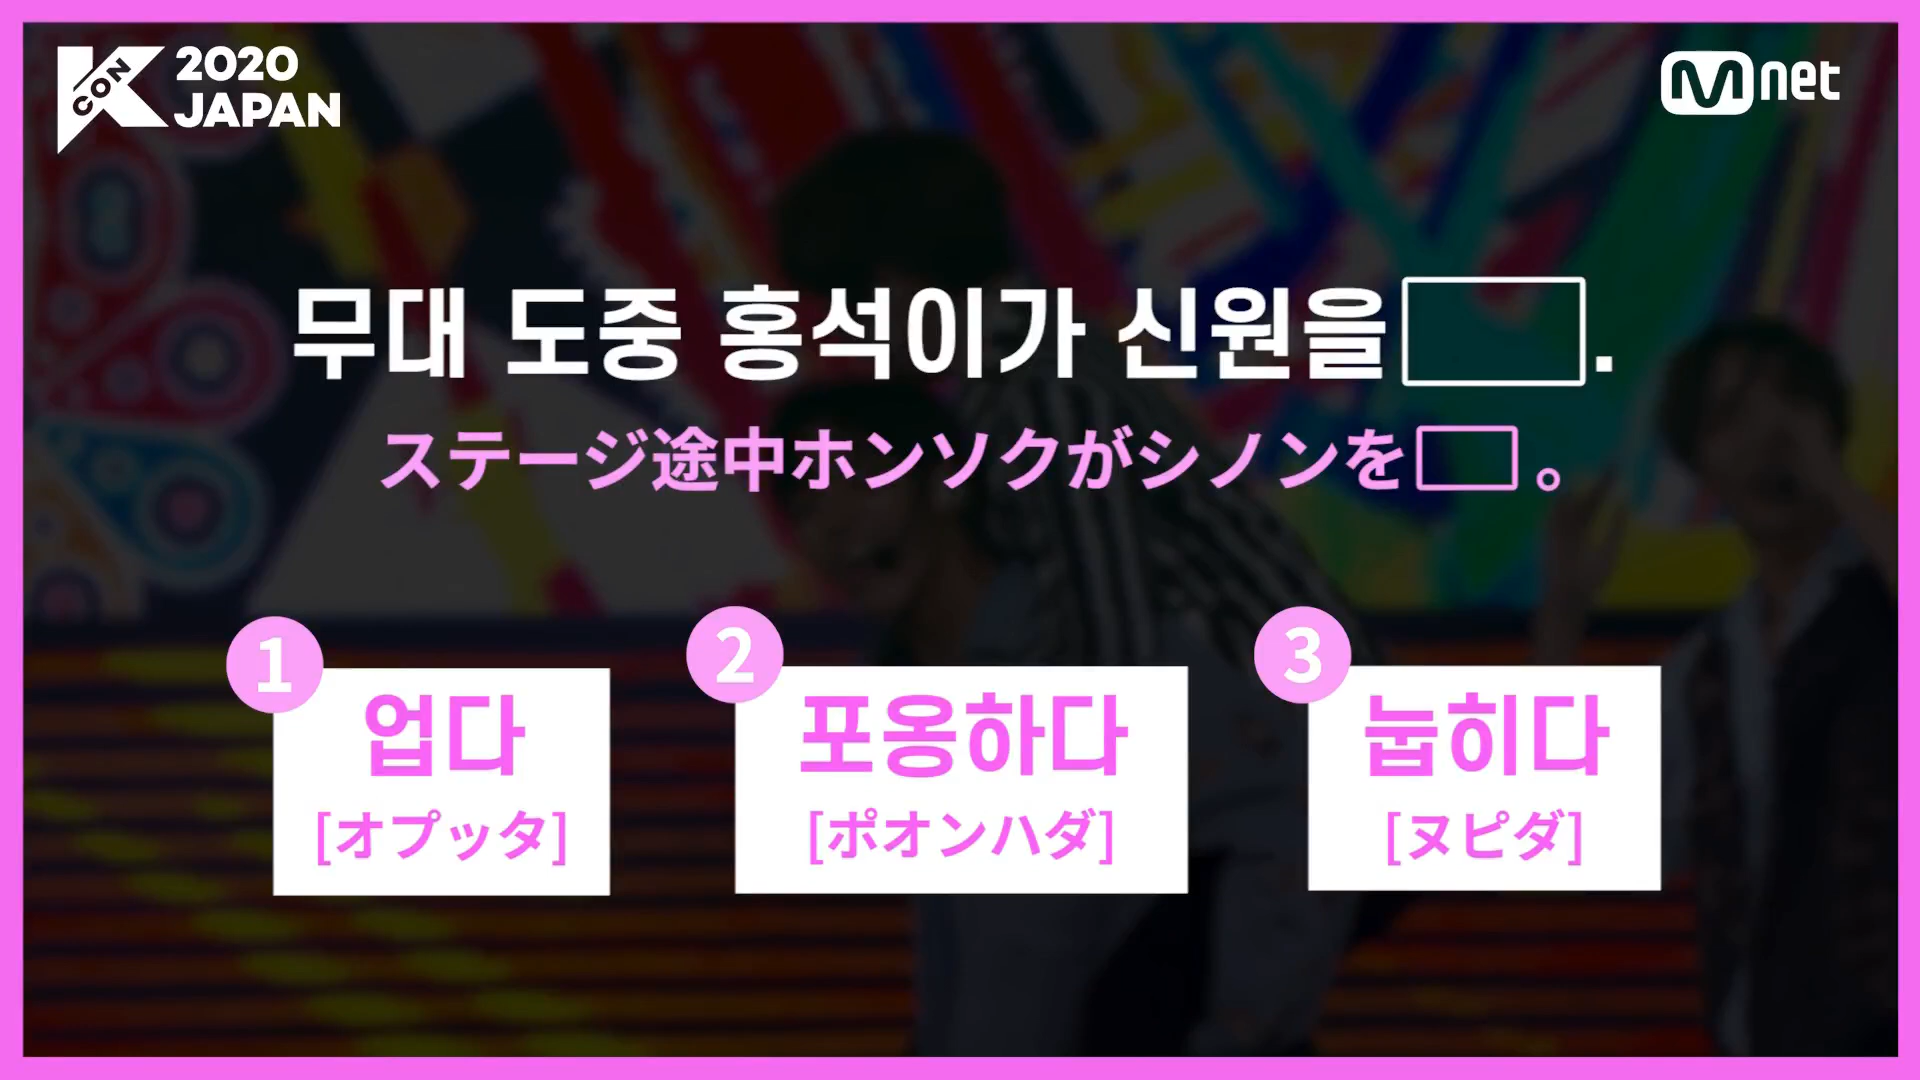 KCON 2020 JAPAN
Mnet
무대 도중 홍석이가 신원을 .
ステージ途中ホンソクがシノンを 。
1
업다
[オプッタ]
2
포옹하다
[ポオンハダ]
3
눕히다
[ヌピダ]